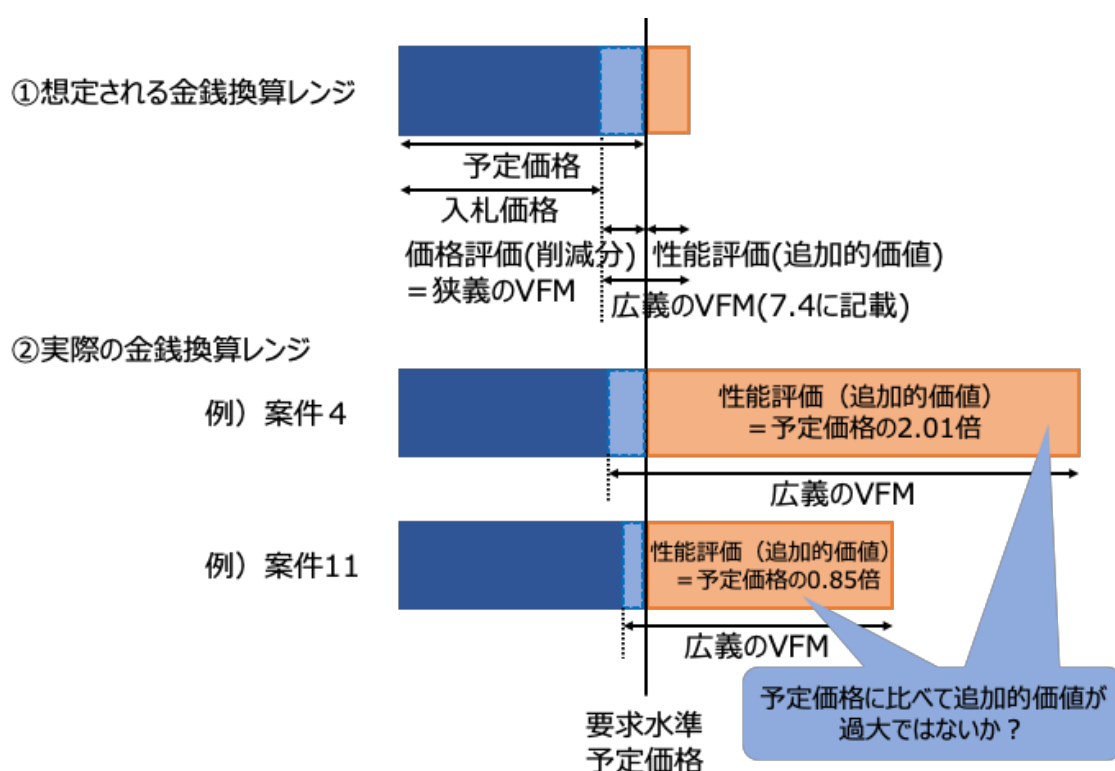 ①想定される金銭換算レンジ
予定価格
入札価格
価格評価(削減分)
＝狭義のVFM
性能評価(追加的価値)
広義のVFM(7.4に記載)
②実際の金銭換算レンジ
例）案件４
性能評価（追加的価値）
＝予定価格の2.01倍
広義のVFM
例）案件11
性能評価（追加的価値）
＝予定価格の0.85倍
広義のVFM
予定価格に比べて追加的価値が
過大ではないか？
要求水準
予定価格